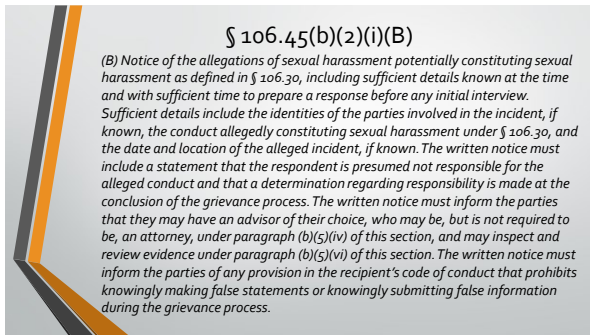 § 106.45(b)(2)(i)(B)
(B) Notice of the allegations of sexual harassment potentially constituting sexual
harassment as defined in § 106.30, including sufficient details known at the time
and with sufficient time to prepare a response before any initial interview.
Sufficient details include the identities of the parties involved in the incident, if
known, the conduct allegedly constituting sexual harassment under § 106.30, and
the date and location of the alleged incident, if known. The written notice must
include a statement that the respondent is presumed not responsible for the
alleged conduct and that a determination regarding responsibility is made at the
conclusion of the grievance process. The written notice must inform the parties
that they may have an advisor of their choice, who may be, but is not required to
be, an attorney, under paragraph (b)(5)(iv) of this section, and may inspect and
review evidence under paragraph (b)(5)(vi) of this section. The written notice must
inform the parties of any provision in the recipient's code of conduct that prohibits
knowingly making false statements or knowingly submitting false information
during the grievance process.